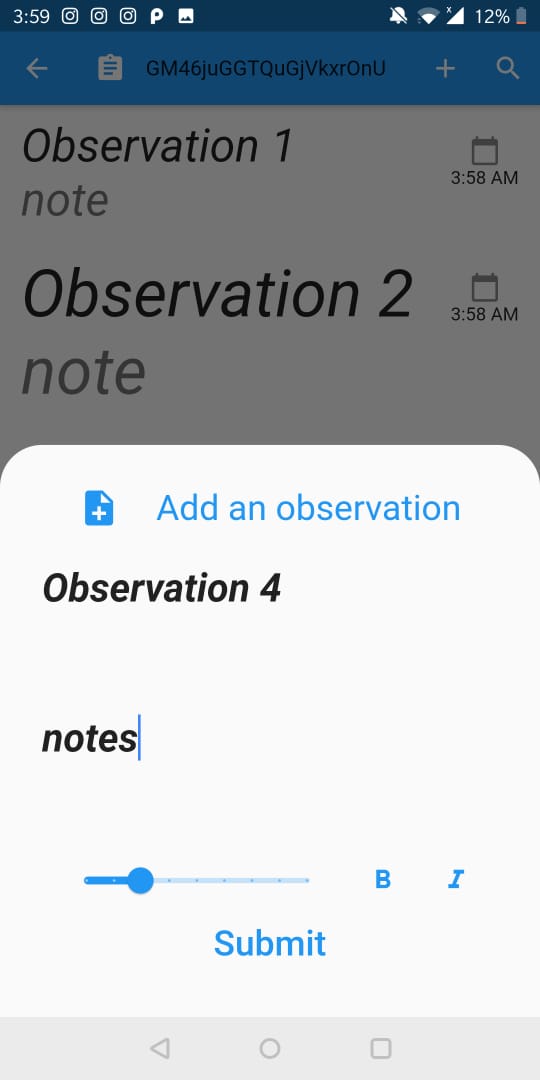 3:59 12%
GM46juGGTQuGjVkxrOnU
Observation 1
note
3:58 AM
Observation 2
note
3:58 AM
Add an observation
Observation 4
notes
B I
Submit